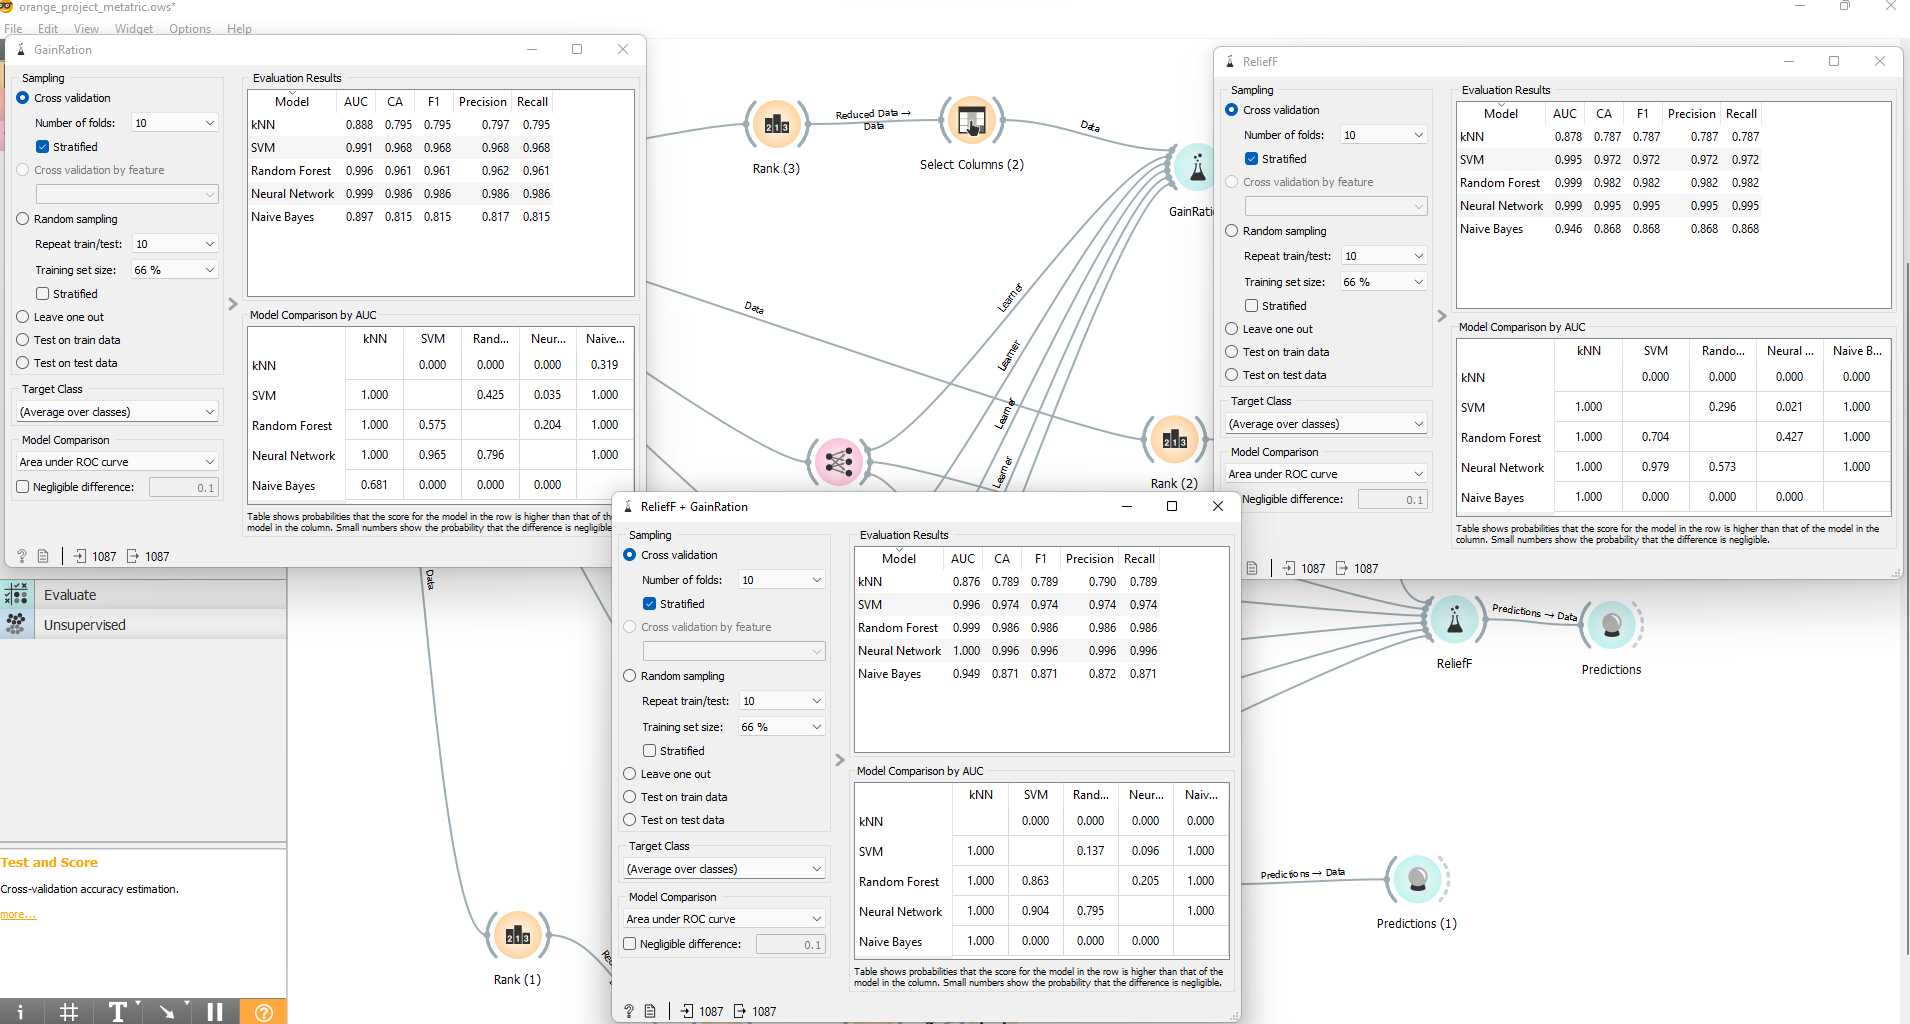 orange_project_metatric.ows*
File Edit View Widget Options Help
GainRation
Sampling
Cross validation
Number of folds: 10
Stratified
Cross validation by feature
Random sampling
Repeat train/test: 10
Training set size: 66 %
Stratified
Leave one out
Test on train data
Test on test data
Target Class
(Average over classes)
Model Comparison
Area under ROC curve
Negligible difference: 0.1
Evaluation Results
Model AUC CA F1 Precision Recall
kNN 0.888 0.795 0.795 0.797 0.795
SVM 0.991 0.968 0.968 0.968 0.968
Random Forest 0.996 0.961 0.961 0.962 0.961
Neural Network 0.999 0.986 0.986 0.986 0.986
Naive Bayes 0.897 0.815 0.815 0.817 0.815
Model Comparison by AUC
kNN SVM Rand... Neur... Naive...
kNN 0.000 0.000 0.000 0.319
SVM 1.000 0.425 0.035 1.000
Random Forest 1.000 0.575 0.204 1.000
Neural Network 1.000 0.965 0.796 1.000
Naive Bayes 0.681 0.000 0.000 0.000
Table shows probabilities that the score for the model in the row is higher than that of th
model in the column. Small numbers show the probability that the difference is negligible
? 1087 1087
Reduced Data → Data
Rank (3)
Select Columns (2)
Data
GainRati
Data
Learner
Learner
Learner
Learner
Rank (2)
ReliefF
Sampling
Cross validation
Number of folds: 10
Stratified
Cross validation by feature
Random sampling
Repeat train/test: 10
Training set size: 66 %
Stratified
Leave one out
Test on train data
Test on test data
Target Class
(Average over classes)
Model Comparison
Area under ROC curve
Negligible difference: 0.1
Evaluation Results
Model AUC CA F1 Precision Recall
kNN 0.878 0.787 0.787 0.787 0.787
SVM 0.995 0.972 0.972 0.972 0.972
Random Forest 0.999 0.982 0.982 0.982 0.982
Neural Network 0.999 0.995 0.995 0.995 0.995
Naive Bayes 0.946 0.868 0.868 0.868 0.868
Model Comparison by AUC
kNN SVM Rando... Neural ... Naive B...
kNN 0.000 0.000 0.000 0.000
SVM 1.000 0.296 0.021 1.000
Random Forest 1.000 0.704 0.427 1.000
Neural Network 1.000 0.979 0.573 1.000
Naive Bayes 1.000 0.000 0.000 0.000
Table shows probabilities that the score for the model in the row is higher than that of the model in the
column. Small numbers show the probability that the difference is negligible.
1087 1087
ReliefF + GainRation
Sampling
Cross validation
Number of folds: 10
Stratified
Cross validation by feature
Random sampling
Repeat train/test: 10
Training set size: 66 %
Stratified
Leave one out
Test on train data
Test on test data
Target Class
(Average over classes)
Model Comparison
Area under ROC curve
Negligible difference: 0.1
Evaluation Results
Model AUC CA F1 Precision Recall
kNN 0.876 0.789 0.789 0.790 0.789
SVM 0.996 0.974 0.974 0.974 0.974
Random Forest 0.999 0.986 0.986 0.986 0.986
Neural Network 1.000 0.996 0.996 0.996 0.996
Naive Bayes 0.949 0.871 0.871 0.872 0.871
Model Comparison by AUC
kNN SVM Rand... Neur... Naiv...
kNN 0.000 0.000 0.000 0.000
SVM 1.000 0.137 0.096 1.000
Random Forest 1.000 0.863 0.205 1.000
Neural Network 1.000 0.904 0.795 1.000
Naive Bayes 1.000 0.000 0.000 0.000
Table shows probabilities that the score for the model in the row is higher than that of the
model in the column. Small numbers show the probability that the difference is negligible.
? 1087 1087
Evaluate
Unsupervised
Data
Predictions → Data
ReliefF
Predictions
Predictions → Data
Predictions (1)
Test and Score
Cross-validation accuracy estimation.
more...
Rank (1)
Re
i # T ?